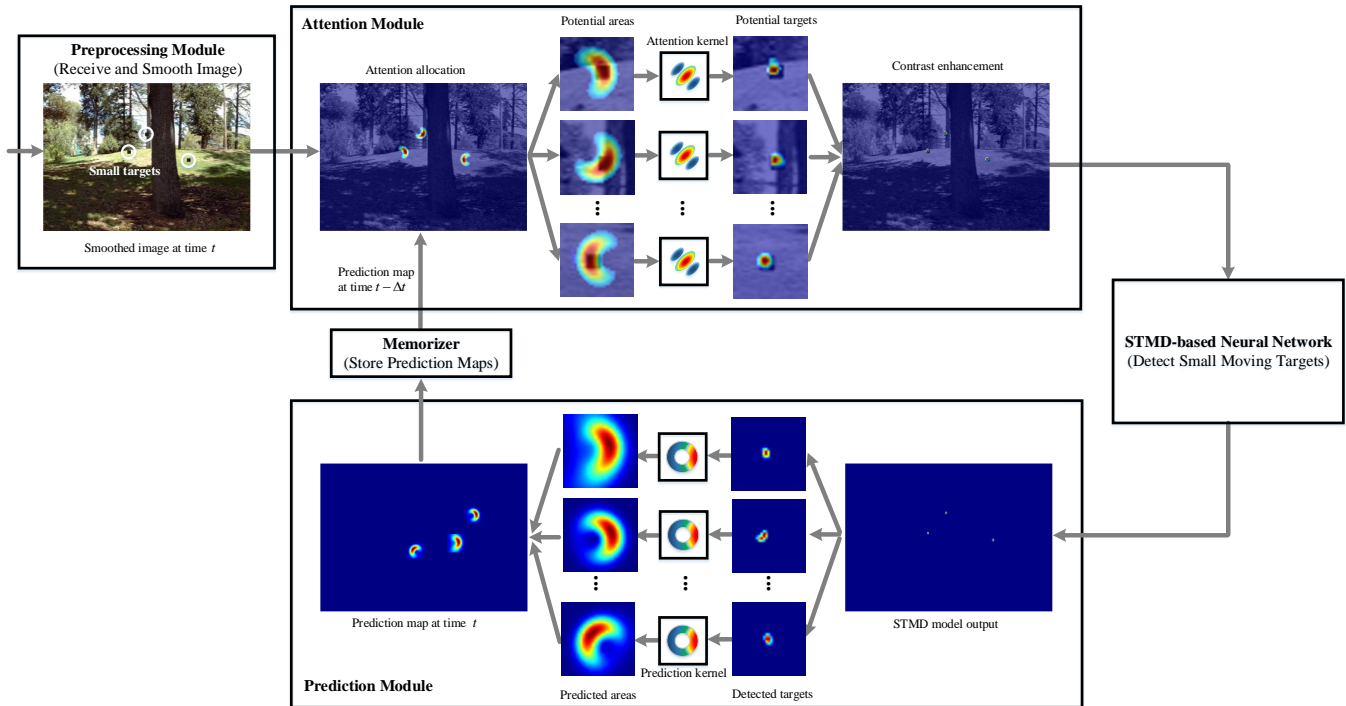 Preprocessing Module
(Receive and Smooth Image)
Small targets
Smoothed image at time t
Attention Module
Attention allocation
Potential areas
Attention kernel
Potential targets
Contrast enhancement
Prediction map
at time t − Δt
Memorizer
(Store Prediction Maps)
STMD-based Neural Network
(Detect Small Moving Targets)
Prediction map at time t
Predicted areas
Prediction kernel
Detected targets
STMD model output
Prediction Module